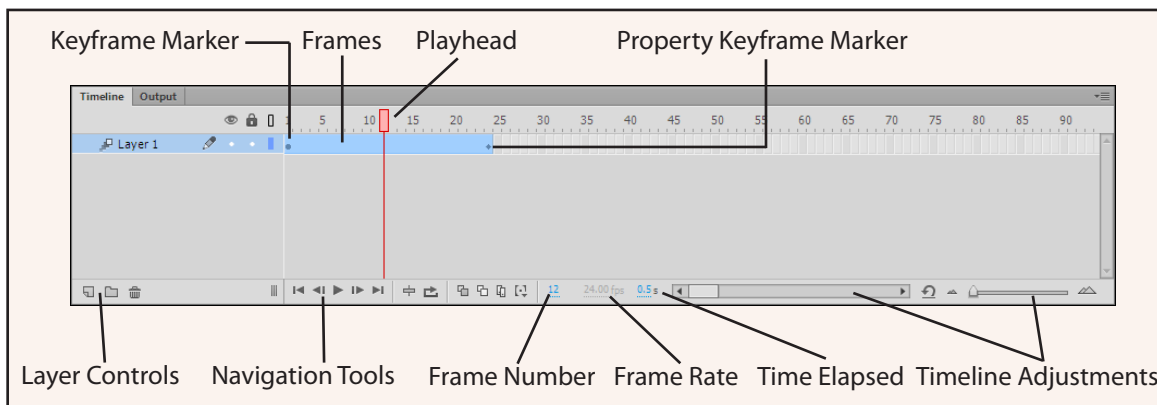 Keyframe Marker Frames Playhead Property Keyframe Marker
Timeline Output
1 5 10 15 20 25 30 35 40 45 50 55 60 65 70 75 80 85 90
Layer 1
12 24.00 fps 0.5 s
Layer Controls Navigation Tools Frame Number Frame Rate Time Elapsed Timeline Adjustments